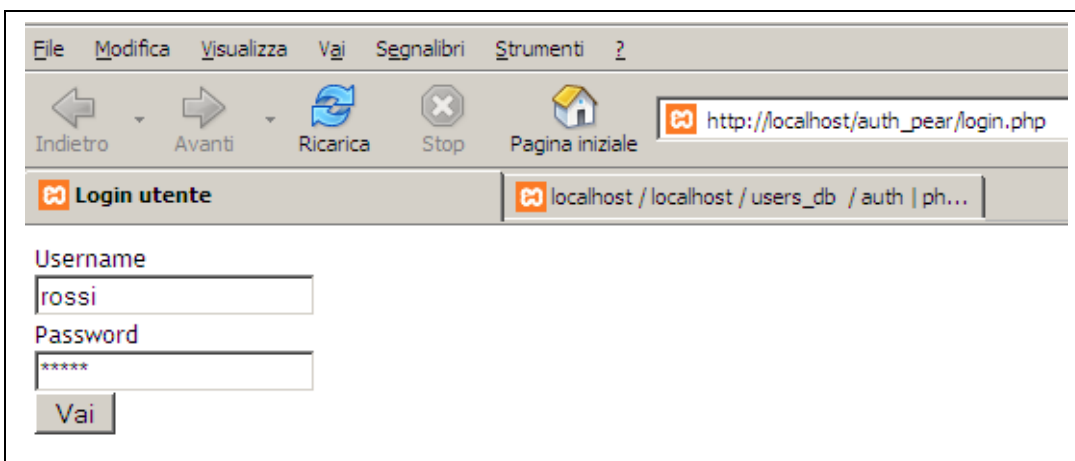 File Modifica Visualizza Vai Segnalibri Strumenti ?
Indietro Avanti Ricarica Stop Pagina iniziale http://localhost/auth_pear/login.php
Login utente localhost / localhost / users_db / auth | ph...
Username
rossi
Password
*****
Vai